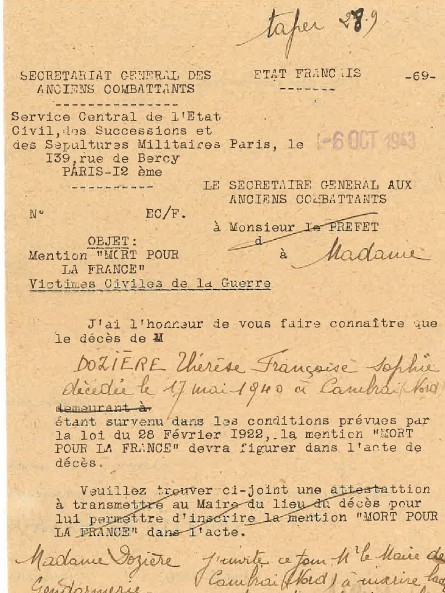 taper 28.9
SECRETARIAT GENERAL DES
ANCIENS COMBATTANTS
ETAT FRANCAIS
-69-
Service Central de l'Etat
Civil, des Successions et
des Sépultures Militaires
139, rue de Bercy
PARIS-12 ème
Paris, le
-6 OCT 1943
LE SECRETAIRE GENERAL AUX
ANCIENS COMBATTANTS
N° EC/F.
à Monsieur le PREFET
d
à Madame
OBJET:
Mention "MORT POUR
LA FRANCE"
Victimes Civiles de la Guerre
J'ai l'honneur de vous faire connaître que
le décès de M
DOZIÈRE Thérèse Françoise Sophie
décédée le 17 mai 1940 à Cambrai (Nord
demeurant à
étant survenu dans les conditions prévues par
la loi du 28 Février 1922, la mention "MORT
POUR LA FRANCE" devra figurer dans l'acte de
décès.
Veuillez trouver ci-joint une attestattion
à transmettre au Maire du lieu du décès pour
lui permettre d'inscrire la mention "MORT POUR
LA FRANCE" dans l'acte.
Madame Dozière
Gendarmerie
j'invite ce jour Mr le Maire de
Cambrai (Nord) à